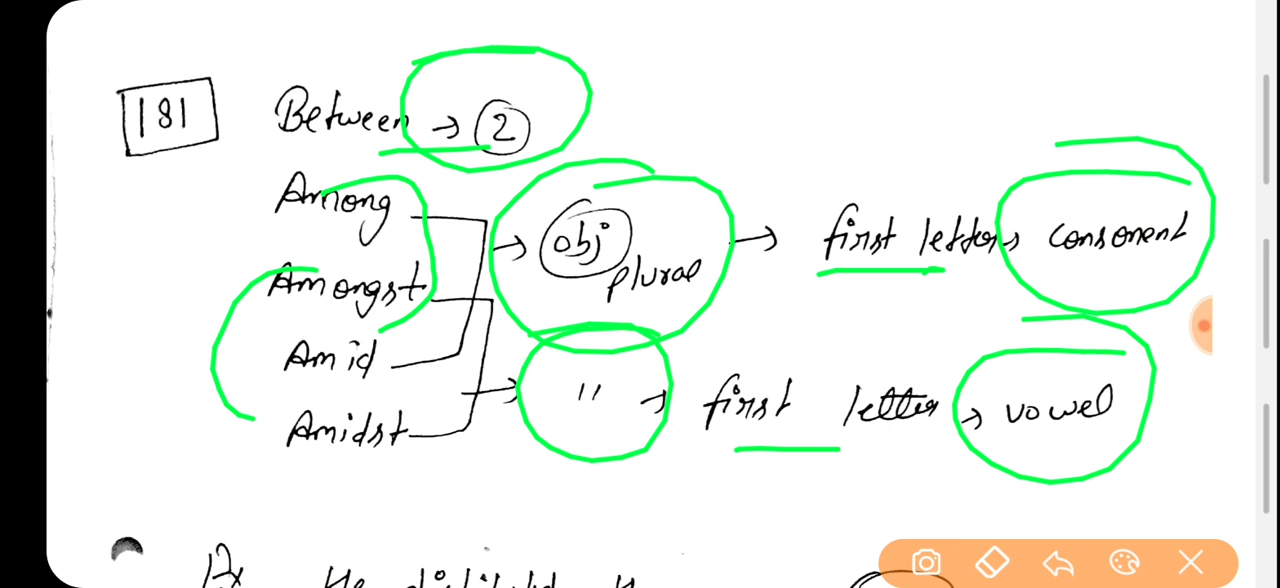 181 Between → 2
Among
→ obj plural → first letter → consonent
Amongst
Amid
→ " → first letter → vowel
Amidst